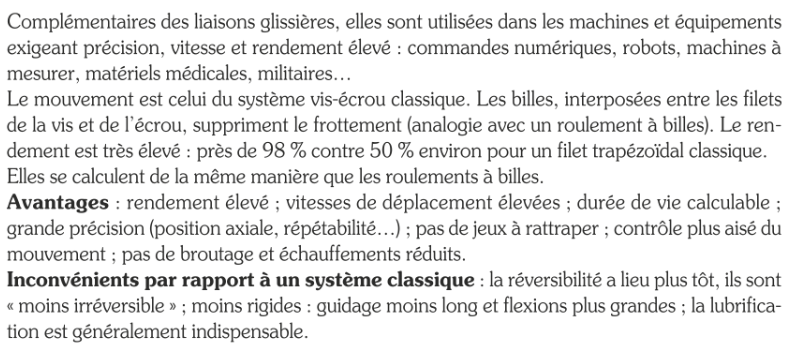 Complémentaires des liaisons glissières, elles sont utilisées dans les machines et équipements
exigeant précision, vitesse et rendement élevé : commandes numériques, robots, machines à
mesurer, matériels médicales, militaires…
Le mouvement est celui du système vis-écrou classique. Les billes, interposées entre les filets
de la vis et de l’écrou, suppriment le frottement (analogie avec un roulement à billes). Le ren-
dement est très élevé : près de 98 % contre 50 % environ pour un filet trapézoïdal classique.
Elles se calculent de la même manière que les roulements à billes.
Avantages : rendement élevé ; vitesses de déplacement élevées ; durée de vie calculable ;
grande précision (position axiale, répétabilité…) ; pas de jeux à rattraper ; contrôle plus aisé du
mouvement ; pas de broutage et échauffements réduits.
Inconvénients par rapport à un système classique : la réversibilité a lieu plus tôt, ils sont
« moins irréversible » ; moins rigides : guidage moins long et flexions plus grandes ; la lubrifica-
tion est généralement indispensable.